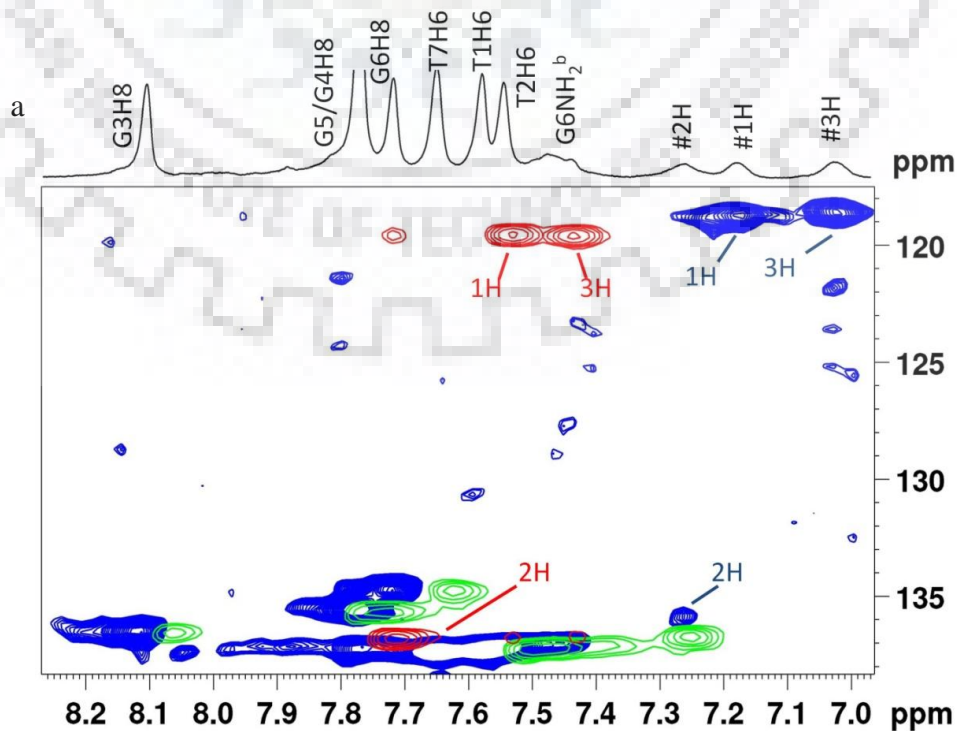 a
G3H8
G5/G4H8
G6H8
T7H6
T1H6
T2H6
G6NH₂ᵇ
#2H
#1H
#3H
ppm
120
1H
3H
1H
3H
125
130
135
2H
2H
8.2 8.1 8.0 7.9 7.8 7.7 7.6 7.5 7.4 7.3 7.2 7.1 7.0 ppm